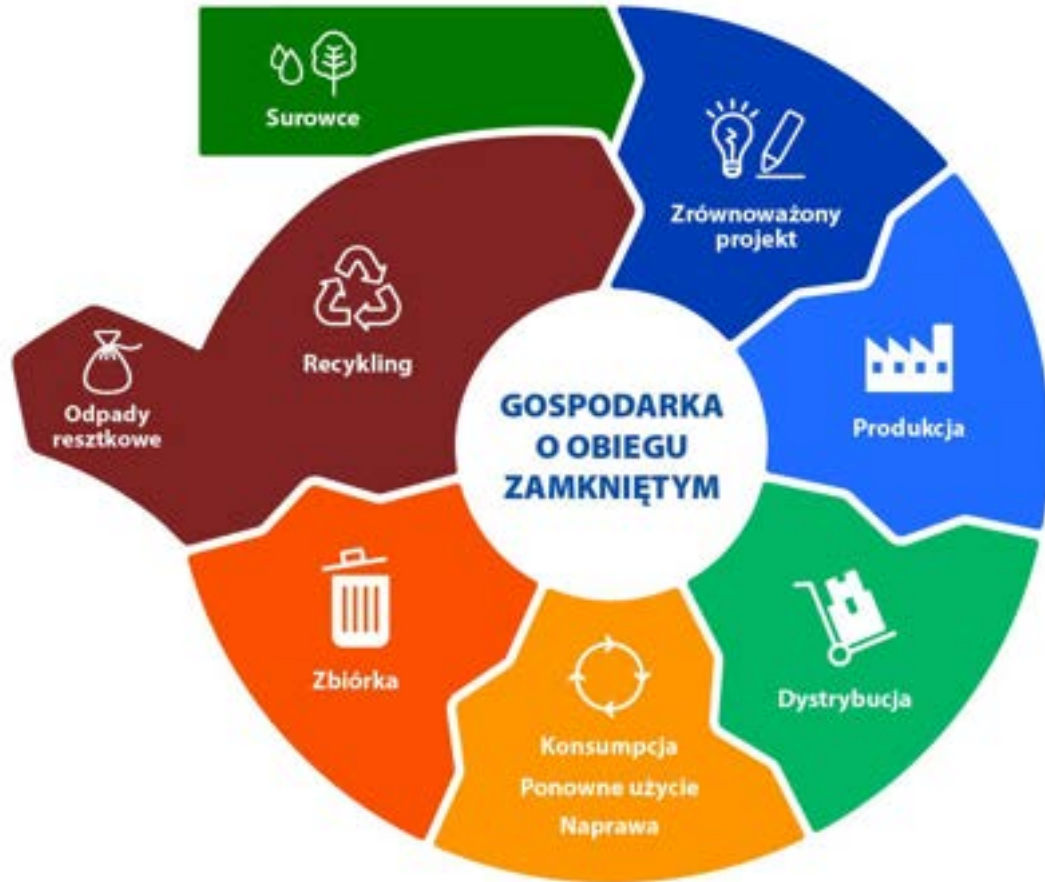 Surowce
Zrównoważony
projekt
Produkcja
Dystrybucja
Konsumpcja
Ponowne użycie
Naprawa
Zbiórka
Recykling
Odpady
resztkowe
GOSPODARKA
O OBIEGU
ZAMKNIĘTYM